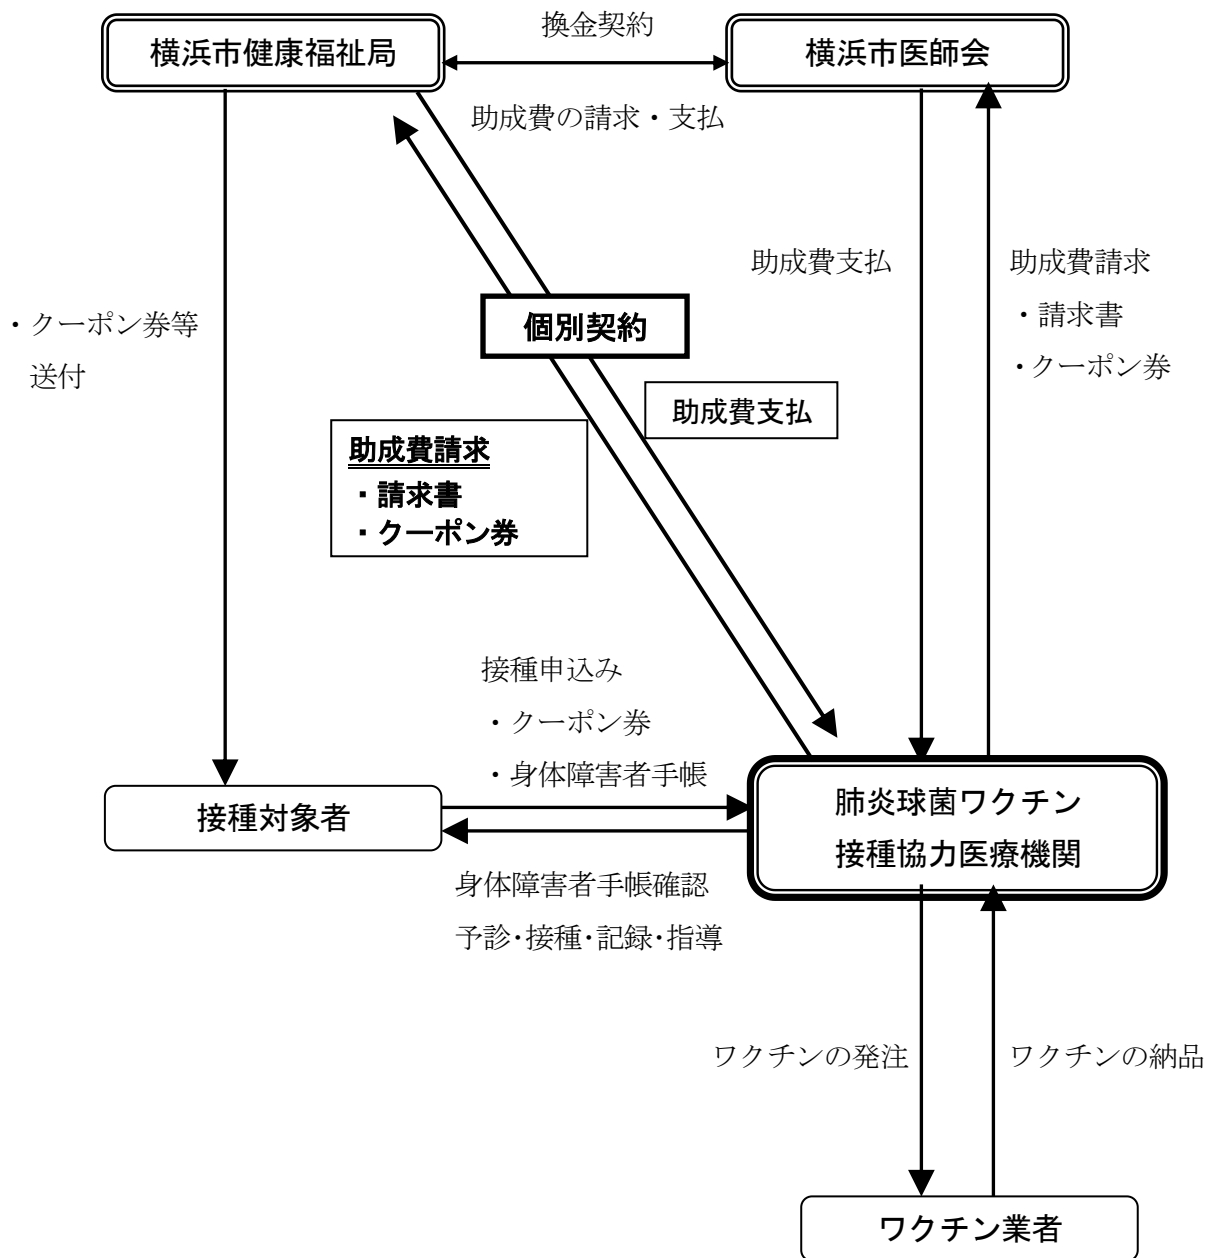 換金契約
横浜市健康福祉局
横浜市医師会
助成費の請求・支払
助成費支払
助成費請求
・請求書
・クーポン券
・クーポン券等
送付
個別契約
助成費支払
助成費請求
・請求書
・クーポン券
接種申込み
・クーポン券
・身体障害者手帳
接種対象者
肺炎球菌ワクチン
接種協力医療機関
身体障害者手帳確認
予診・接種・記録・指導
ワクチンの発注
ワクチンの納品
ワクチン業者